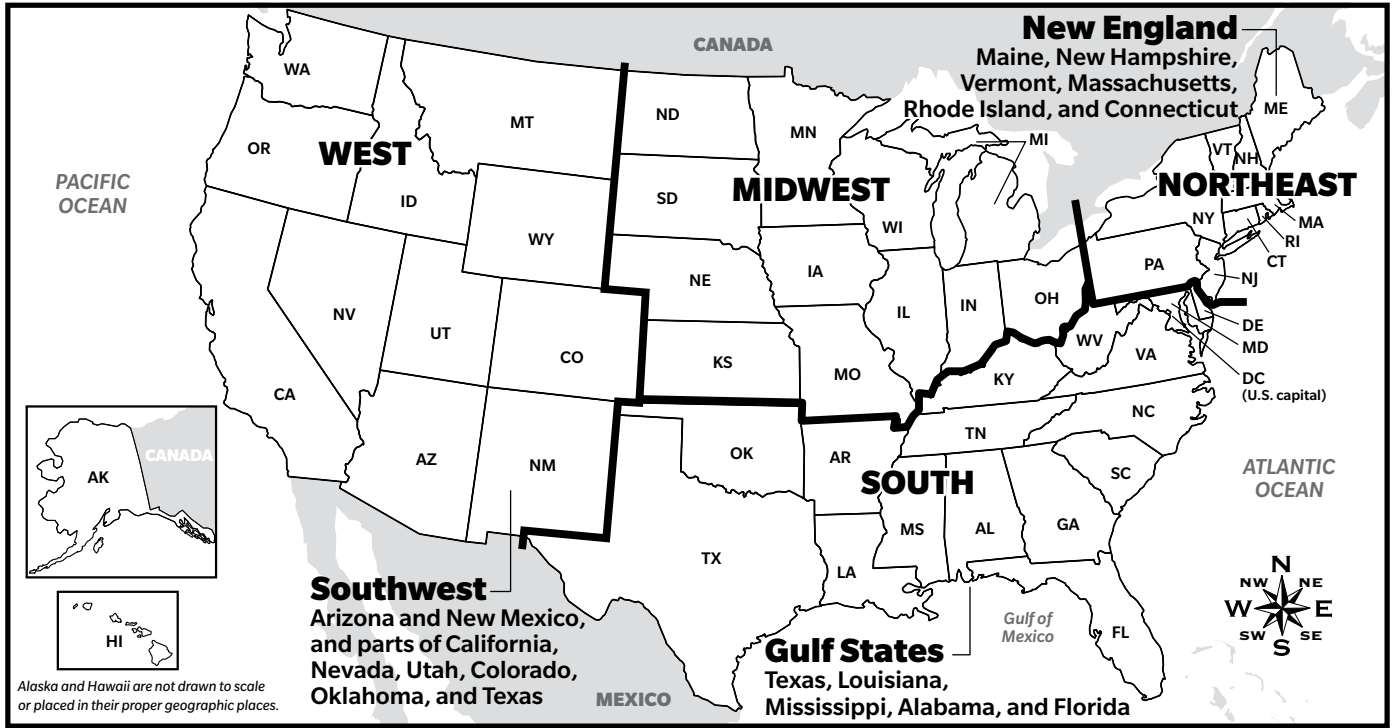 CANADA
New England
Maine, New Hampshire,
Vermont, Massachusetts,
Rhode Island, and Connecticut
WA
MT
ND
MN
ME
OR
WEST
MI
VT
NH
PACIFIC
OCEAN
ID
SD
MIDWEST
NORTHEAST
WY
WI
NY
MA
RI
CT
NE
IA
PA
NJ
NV
UT
CO
IL
IN
OH
DE
MD
DC
(U.S. capital)
KS
MO
WV
VA
KY
CA
NC
TN
AZ
NM
OK
AR
SOUTH
SC
ATLANTIC
OCEAN
CANADA
AK
MS
AL
GA
TX
LA
Southwest
Arizona and New Mexico,
and parts of California,
Nevada, Utah, Colorado,
Oklahoma, and Texas
MEXICO
Gulf States
Texas, Louisiana,
Mississippi, Alabama, and Florida
Gulf of
Mexico
FL
N
NW NE
W E
SW SE
S
HI
Alaska and Hawaii are not drawn to scale
or placed in their proper geographic places.